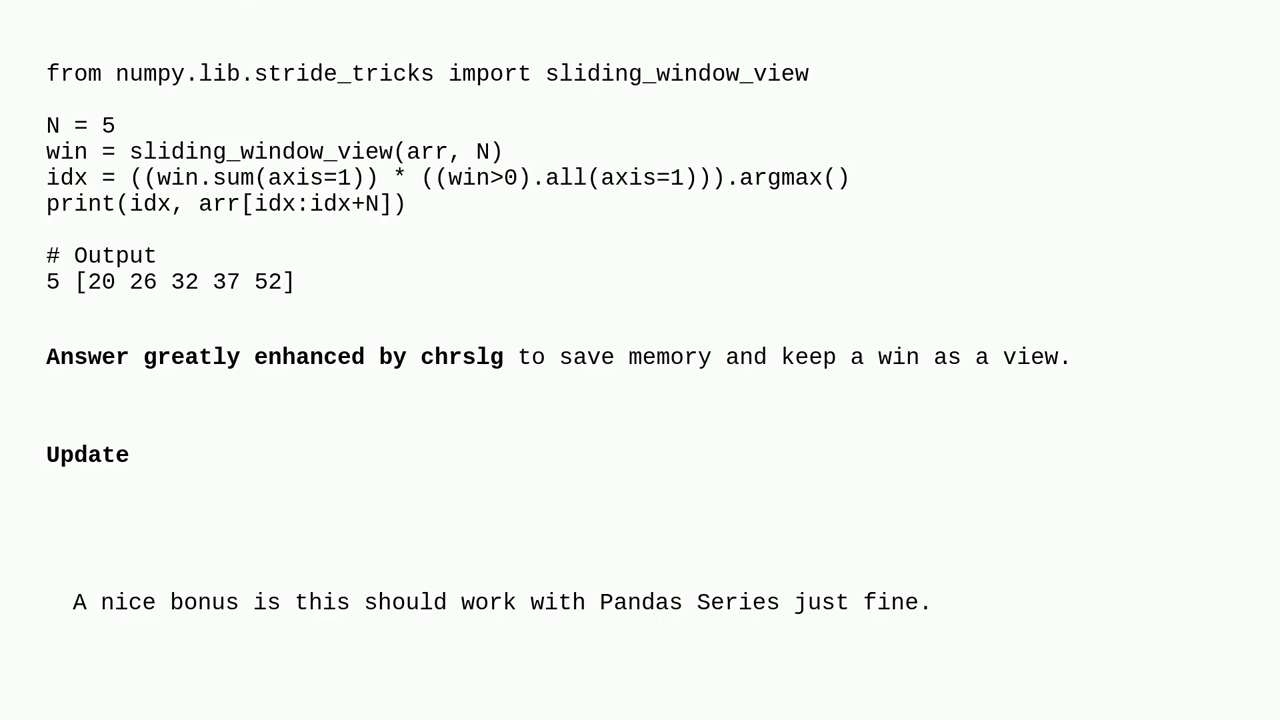 from numpy.lib.stride_tricks import sliding_window_view
N = 5
win = sliding_window_view(arr, N)
idx = ((win.sum(axis=1)) * ((win>0).all(axis=1))).argmax()
print(idx, arr[idx:idx+N])
# Output
5 [20 26 32 37 52]
Answer greatly enhanced by chrslg to save memory and keep a win as a view.
Update
A nice bonus is this should work with Pandas Series just fine.